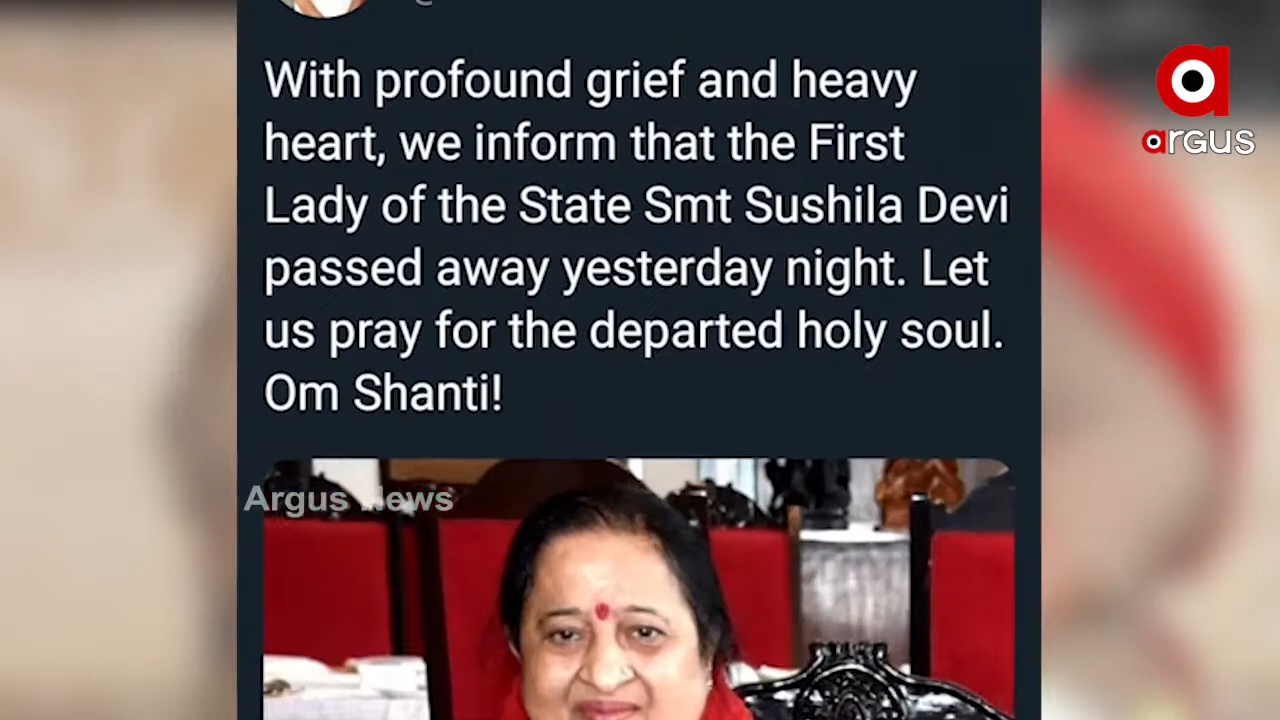 argus
With profound grief and heavy
heart, we inform that the First
Lady of the State Smt Sushila Devi
passed away yesterday night. Let
us pray for the departed holy soul.
Om Shanti!
Argus News